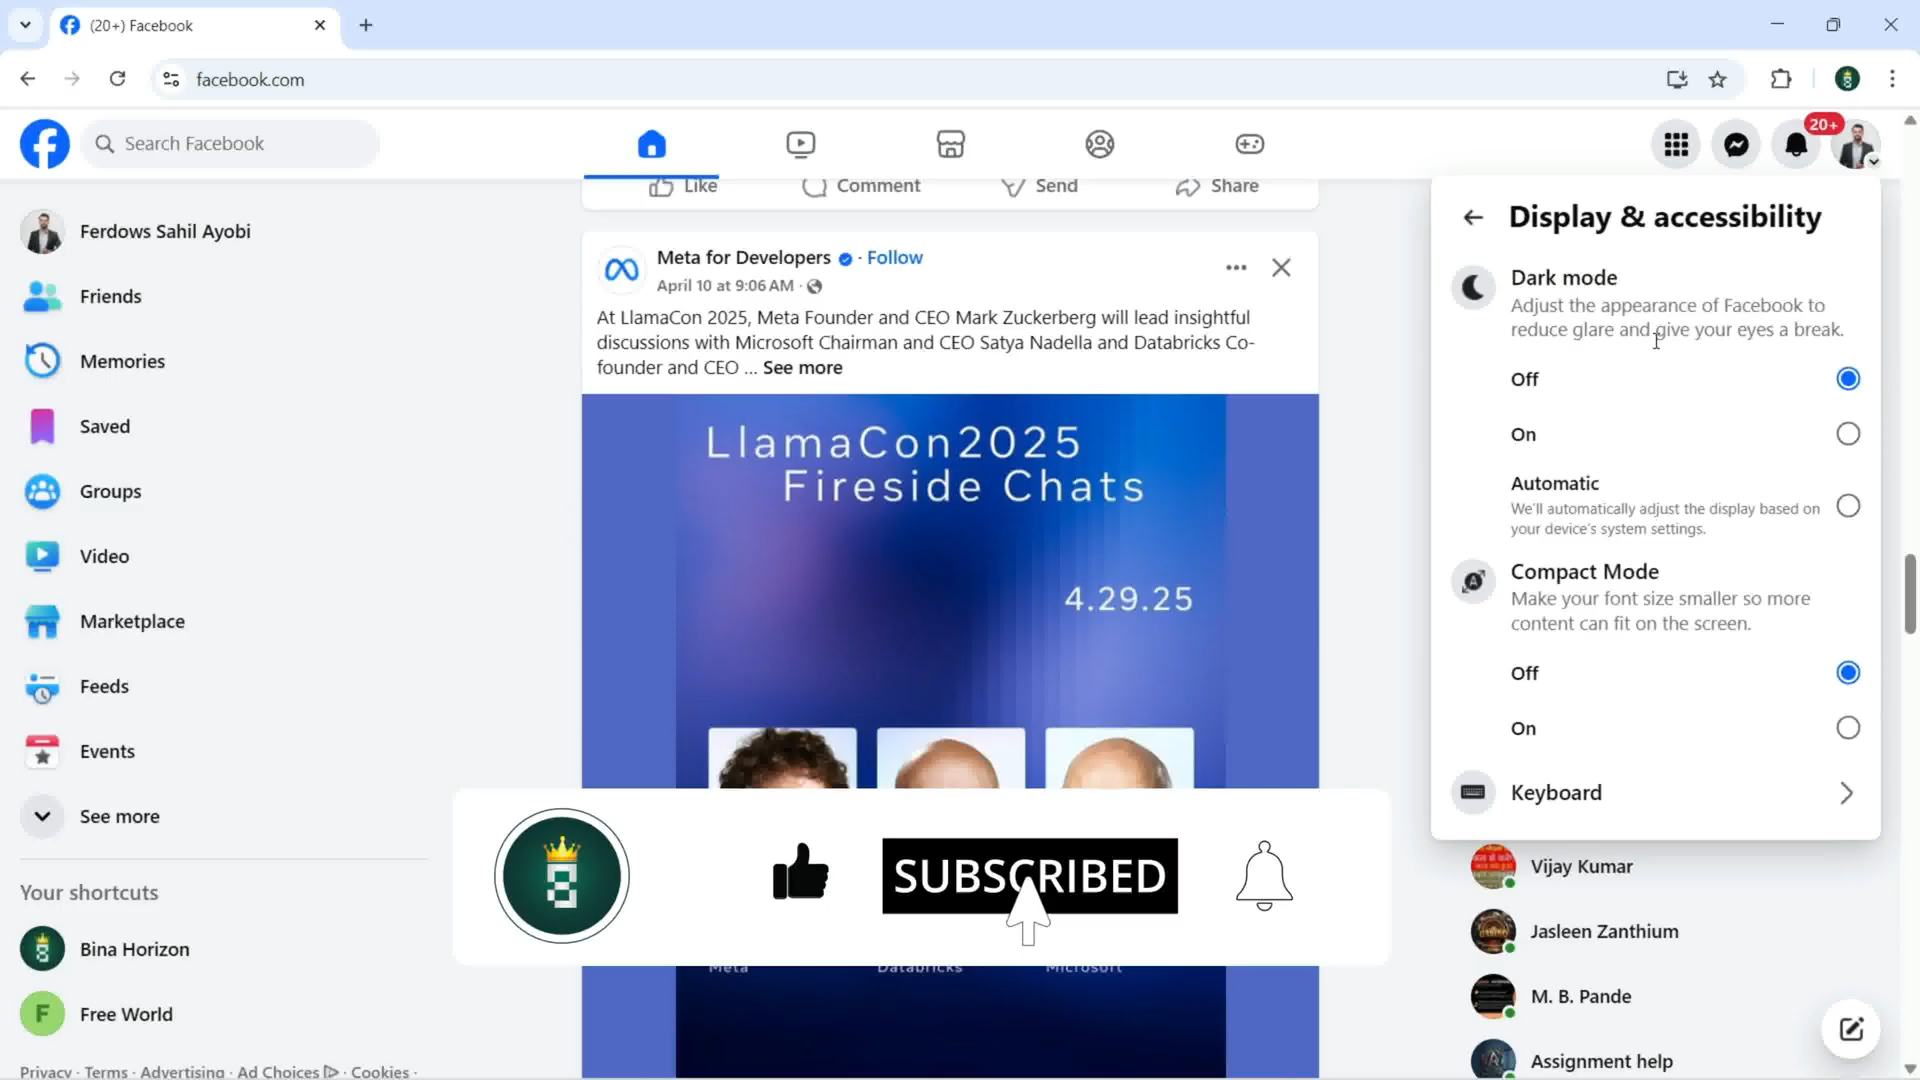 (20+) Facebook
facebook.com
Search Facebook
20+
Ferdows Sahil Ayobi
Friends
Memories
Saved
Groups
Video
Marketplace
Feeds
Events
See more
Your shortcuts
Bina Horizon
Free World
Privacy · Terms · Advertising · Ad Choices · Cookies ·
Like
Comment
Send
Share
Meta for Developers · Follow
April 10 at 9:06 AM ·
At LlamaCon 2025, Meta Founder and CEO Mark Zuckerberg will lead insightful
discussions with Microsoft Chairman and CEO Satya Nadella and Databricks Co-
founder and CEO ... See more
LlamaCon2025
Fireside Chats
4.29.25
SUBSCRIBED
Meta
Databricks
Microsoft
Display & accessibility
Dark mode
Adjust the appearance of Facebook to
reduce glare and give your eyes a break.
Off
On
Automatic
We'll automatically adjust the display based on
your device's system settings.
Compact Mode
Make your font size smaller so more
content can fit on the screen.
Off
On
Keyboard
Vijay Kumar
Jasleen Zanthium
M. B. Pande
Assignment help